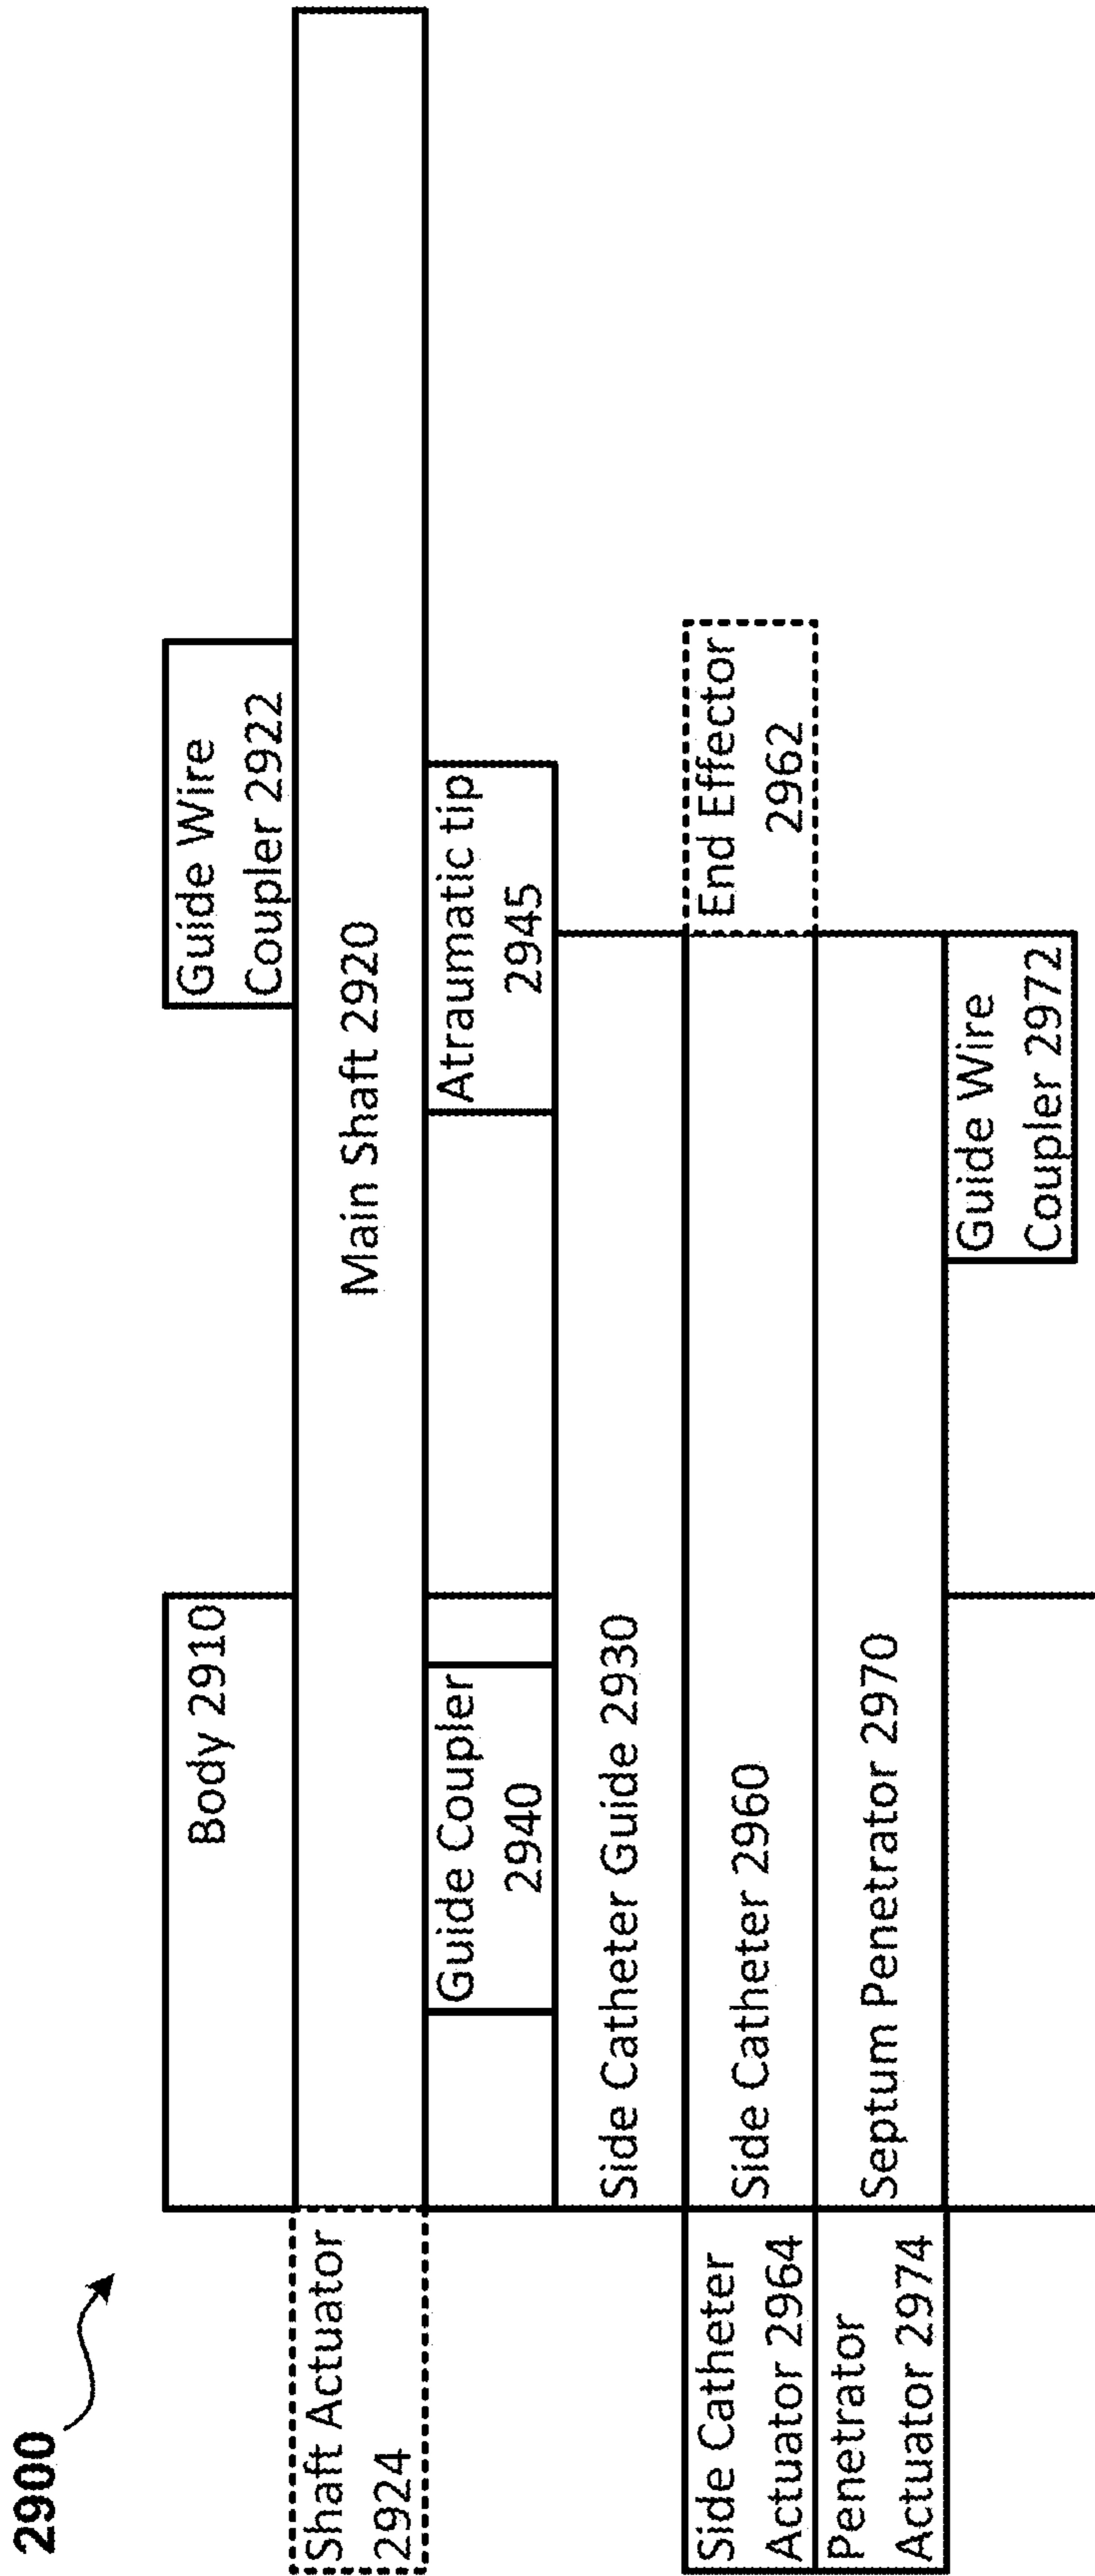 2900
Body 2910
Guide Wire
Coupler 2922
Shaft Actuator
2924
Main Shaft 2920
Guide Coupler
2940
Atraumatic tip
2945
Side Catheter Guide 2930
Side Catheter
Actuator 2964
Side Catheter 2960
End Effector
2962
Penetrator
Actuator 2974
Septum Penetrator 2970
Guide Wire
Coupler 2972